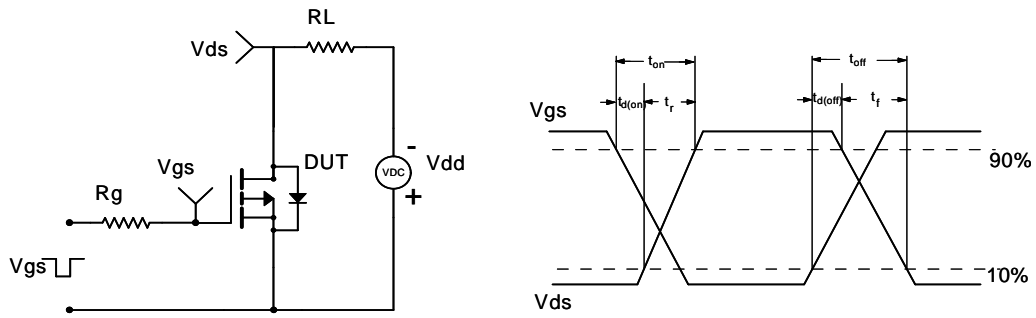 RL
Vds
Vgs
DUT
Rg
VDC
-
+
Vdd
Vgs
ton
td(on)
tr
toff
td(off)
tf
Vgs
90%
10%
Vds